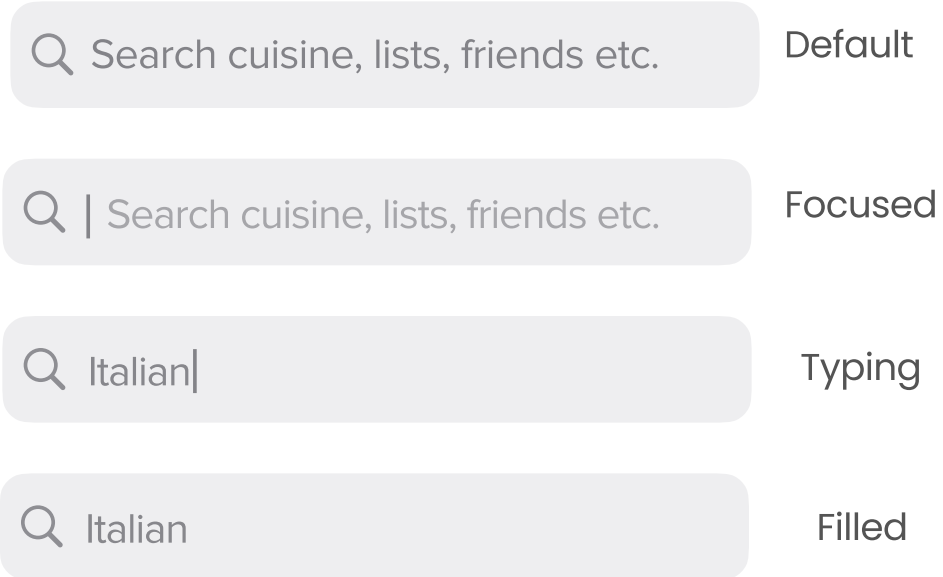 Search cuisine, lists, friends etc. Default
Search cuisine, lists, friends etc. Focused
Italian Typing
Italian Filled